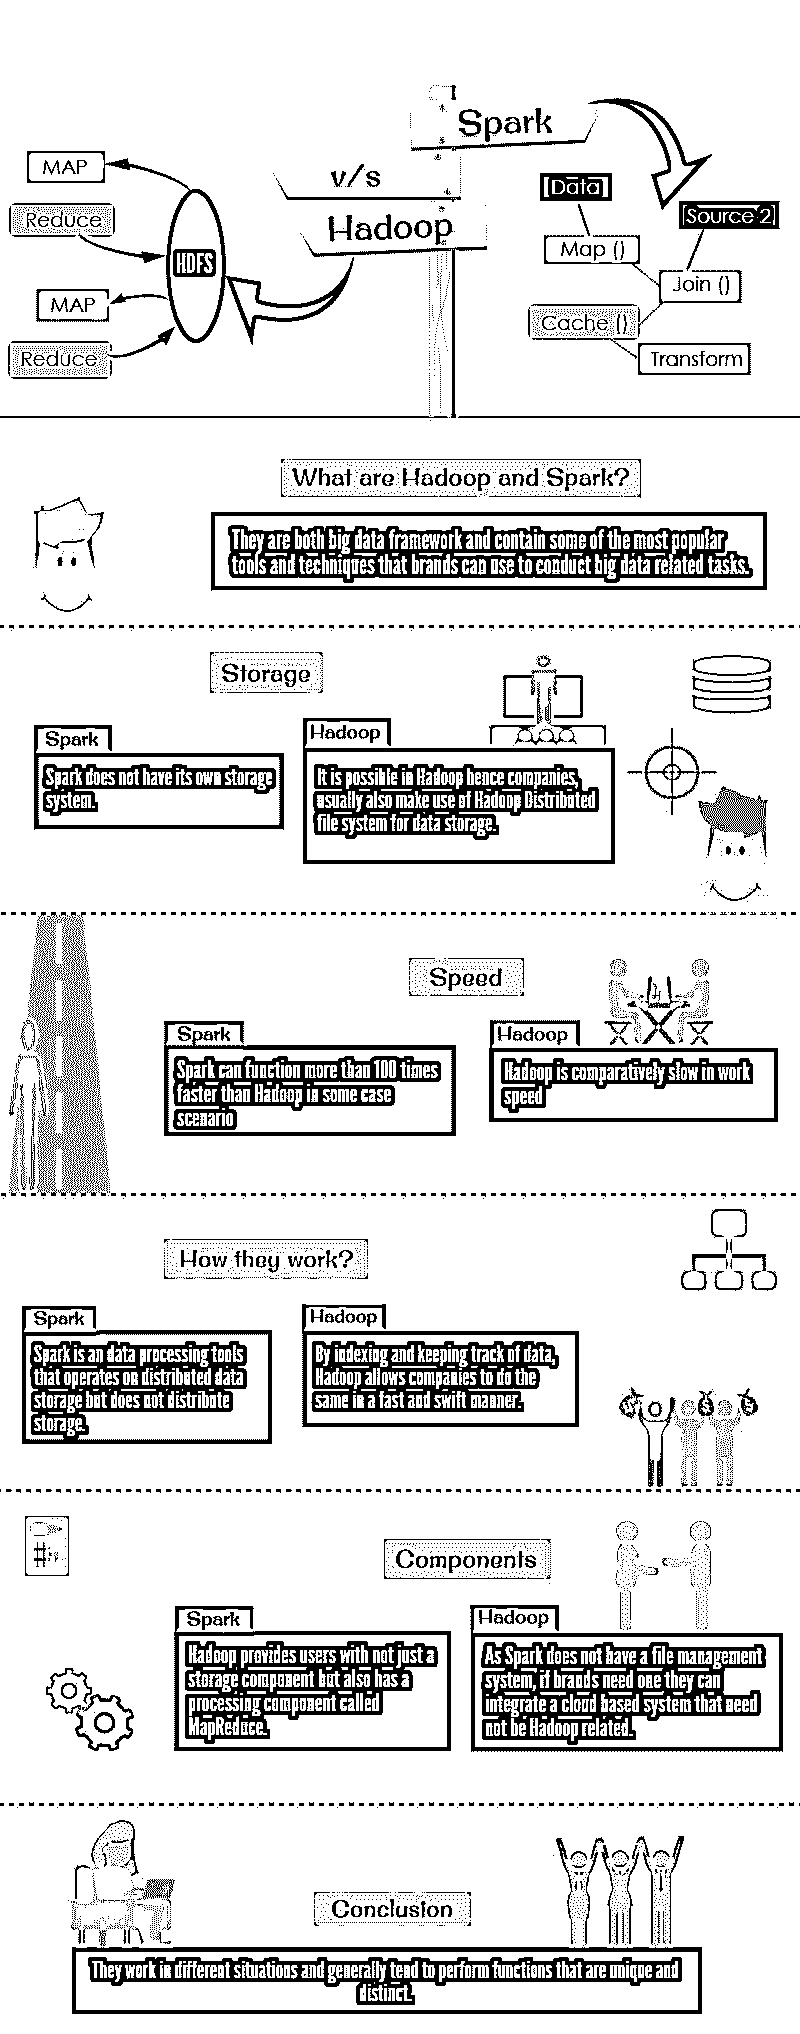 Spark
v/s
Hadoop
MAP
Reduce
HDFS
MAP
Reduce
Data
Source 2
Map ()
Join ()
Cache ()
Transform
What are Hadoop and Spark?
They are both big data framework and contain some of the most popular
tools and techniques that brands can use to conduct big data related tasks.
Storage
Spark
Spark does not have its own storage
system.
Hadoop
It is possible in Hadoop hence companies,
usually also make use of Hadoop Distributed
file system for data storage.
Speed
Spark
Spark can function more than 100 times
faster than Hadoop in some case
scenario
Hadoop
Hadoop is comparatively slow in work
speed
How they work?
Spark
Spark is an data processing tools
that operates on distributed data
storage but does not distribute
storage.
Hadoop
By indexing and keeping track of data,
Hadoop allows companies to do the
same in a fast and swift manner.
Components
Spark
Hadoop provides users with not just a
storage component but also has a
processing component called
MapReduce.
Hadoop
As Spark does not have a file management
system, if brands need one they can
integrate a cloud based system that need
not be Hadoop related.
Conclusion
They work in different situations and generally tend to perform functions that are unique and
distinct.